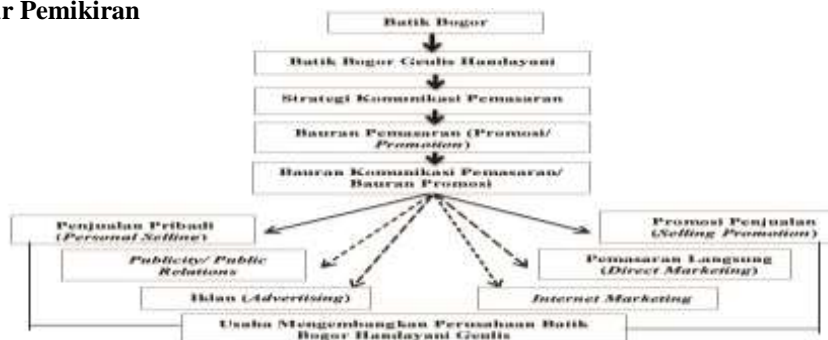 r Pemikiran
Batik Bogor
Batik Bogor Geulis Handayani
Strategi Komunikasi Pemasaran
Bauran Pemasaran (Promosi/
Promotion)
Bauran Komunikasi Pemasaran/
Bauran Promosi
Penjualan Pribadi
(Personal Selling)
Promosi Penjualan
(Selling Promotion)
Publicity/ Public
Relations
Pemasaran Langsung
(Direct Marketing)
Iklan (Advertising)
Internet Marketing
Usaha Mengembangkan Perusahaan Batik
Bogor Handayani Geulis